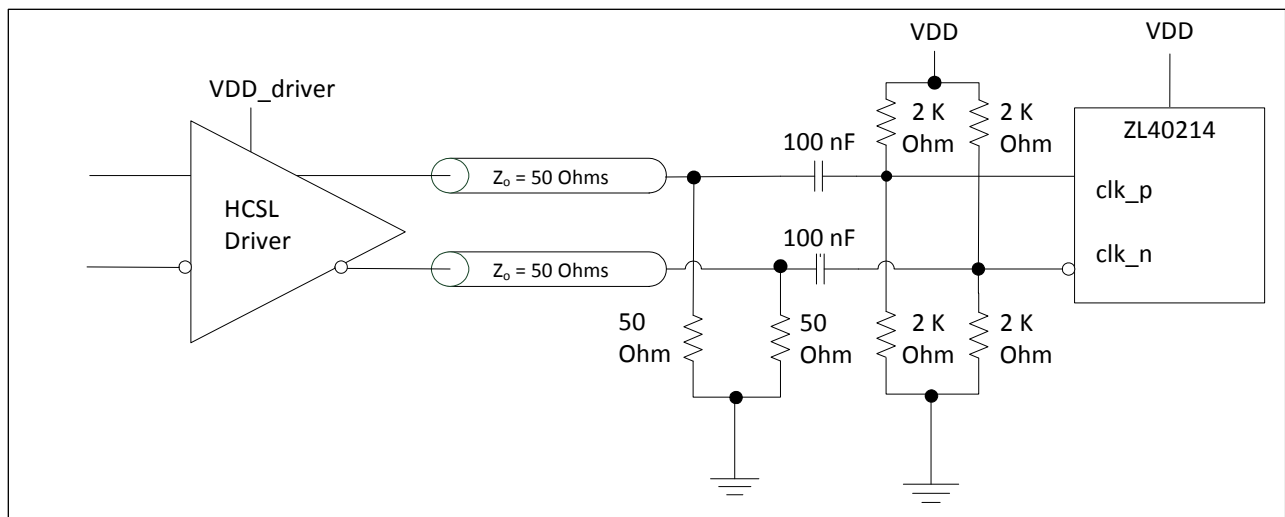 VDD_driver
HCSL
Driver
Zo = 50 Ohms
Zo = 50 Ohms
100 nF
100 nF
50
Ohm
50
Ohm
VDD
2 K
Ohm
2 K
Ohm
2 K
Ohm
2 K
Ohm
VDD
ZL40214
clk_p
clk_n